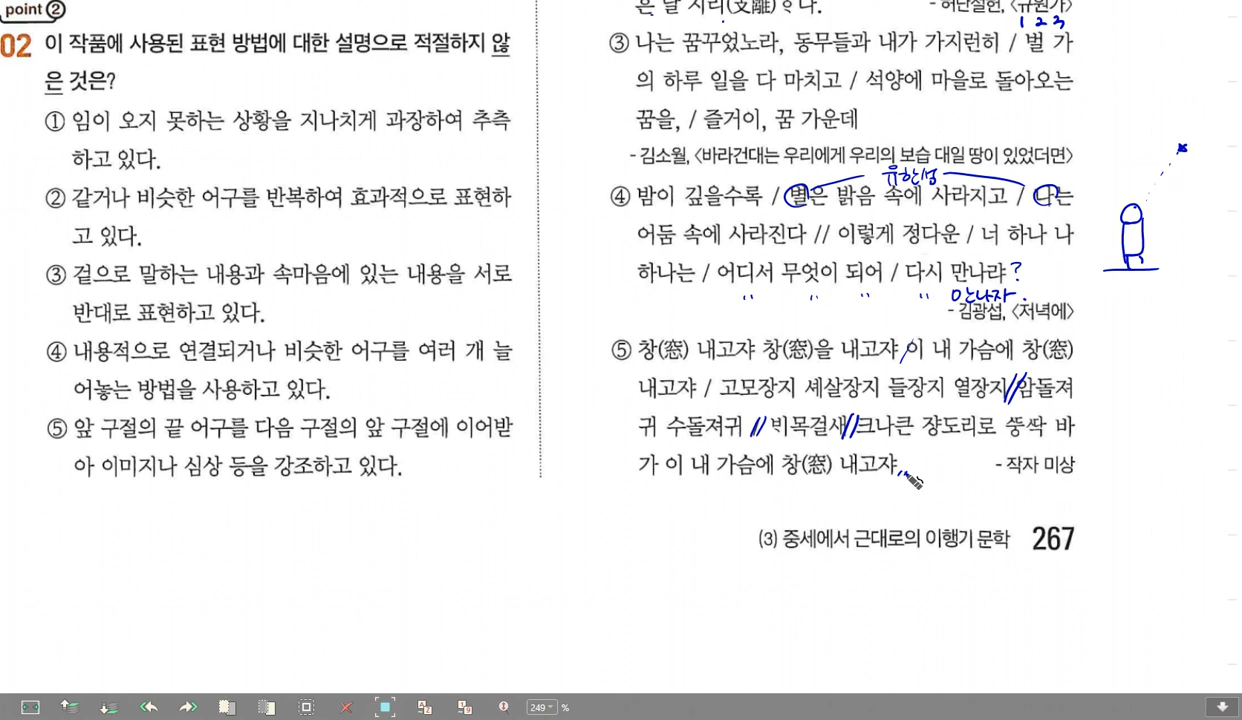 point ②
02 이 작품에 사용된 표현 방법에 대한 설명으로 적절하지 않
은 것은?
① 임이 오지 못하는 상황을 지나치게 과장하여 추측
하고 있다.
② 같거나 비슷한 어구를 반복하여 효과적으로 표현하
고 있다.
③ 겉으로 말하는 내용과 속마음에 있는 내용을 서로
반대로 표현하고 있다.
④ 내용적으로 연결되거나 비슷한 어구를 여러 개 늘
어놓는 방법을 사용하고 있다.
⑤ 앞 구절의 끝 어구를 다음 구절의 앞 구절에 이어받
아 이미지나 심상 등을 강조하고 있다.
은 달 지리(支離)ᄒᆞ다. - 허난설헌, <규원가>
1 2 3
③ 나는 꿈꾸었노라, 동무들과 내가 가지런히 / 벌 가
의 하루 일을 다 마치고 / 석양에 마을로 돌아오는
꿈을, / 즐거이, 꿈 가운데
- 김소월, <바라건대는 우리에게 우리의 보습 대일 땅이 있었더면>
유한성
④ 밤이 깊을수록 / 별은 밝음 속에 사라지고 / 나는
어둠 속에 사라진다 // 이렇게 정다운 / 너 하나 나
하나는 / 어디서 무엇이 되어 / 다시 만나랴?
" " " " 만나자.
- 김광섭, <저녁에>
⑤ 창(窓) 내고쟈 창(窓)을 내고쟈 / 이 내 가슴에 창(窓)
내고쟈 / 고모장지 셰살장지 들장지 열장지 // 암돌져
귀 수돌져귀 // 비목걸새 // 크나큰 쟝도리로 뚱싹 바
가 이 내 가슴에 창(窓) 내고쟈 - 작자 미상
(3) 중세에서 근대로의 이행기 문학 267
249 %